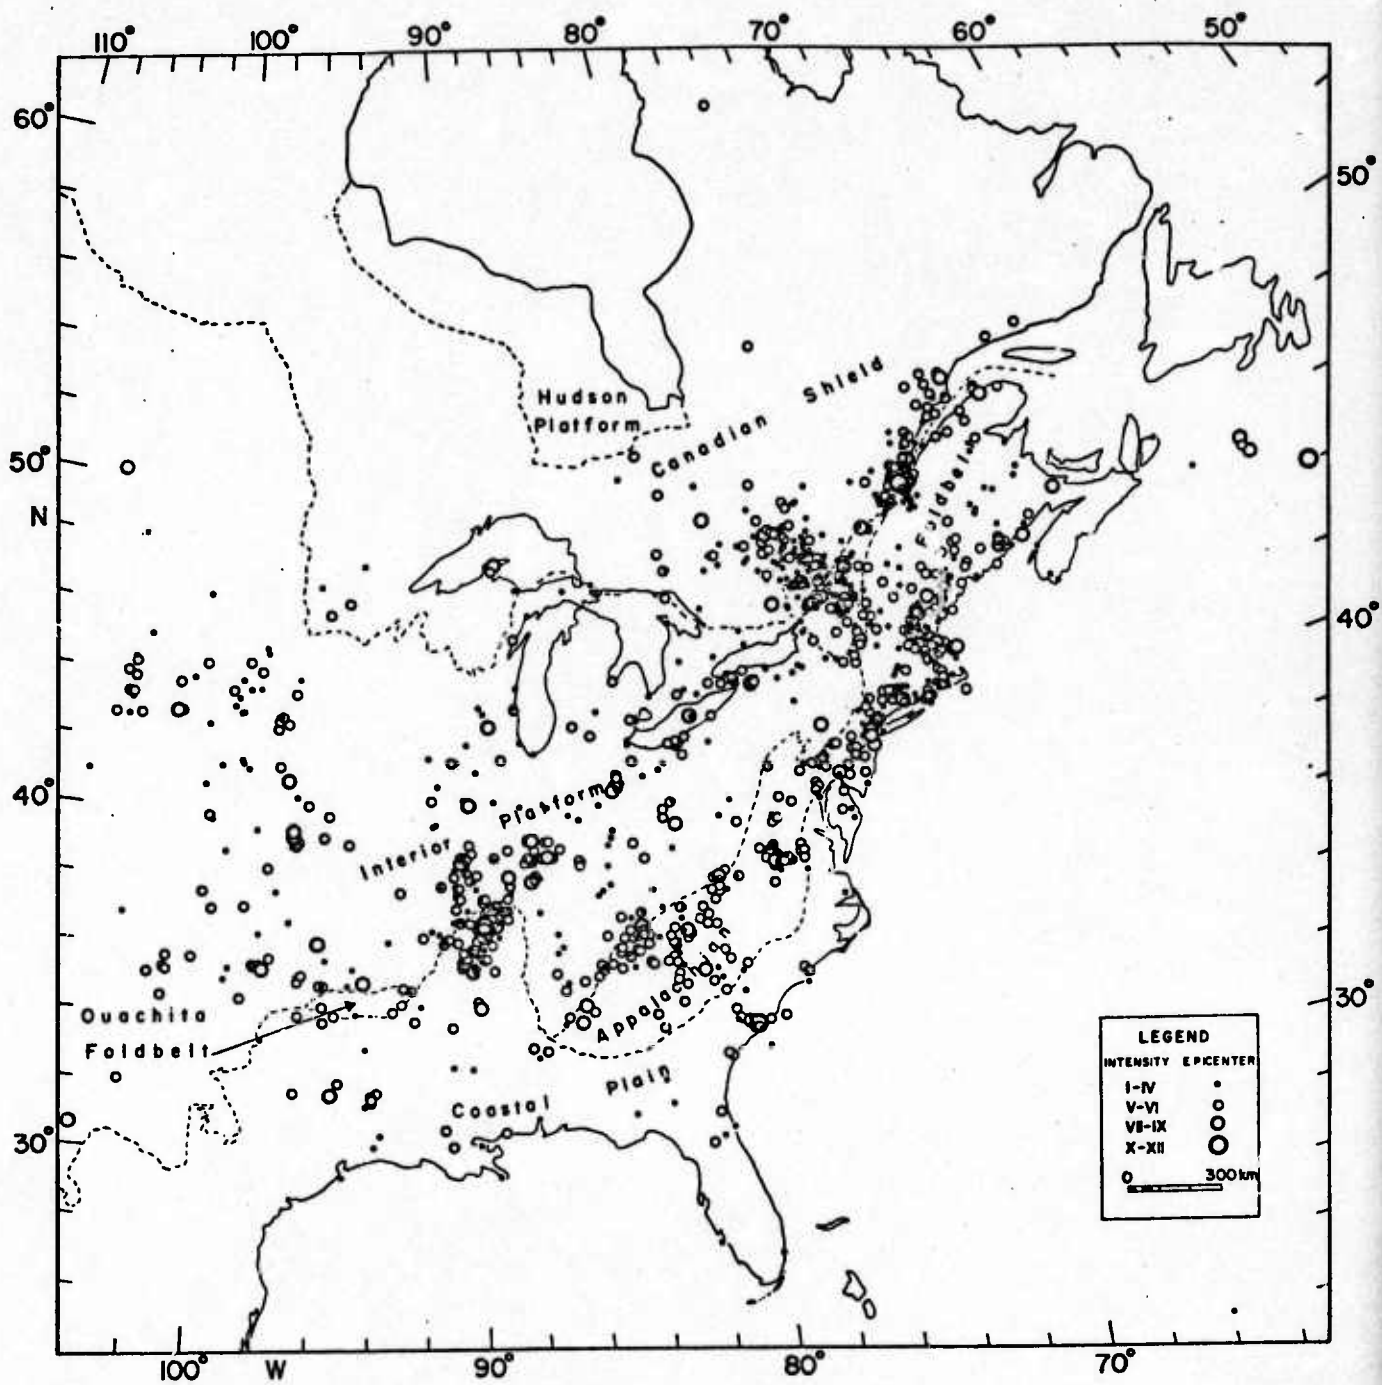 110° 100° 90° 80° 70° 60° 50°
60°
50°
Hudson
Platform
Canadian Shield
50°
N
Foldbelt
40°
40°
Interior Platform
Appala
Ouachita
Foldbelt
30°
Coastal Plain
30°
LEGEND
INTENSITY EPICENTER
I-IV
V-VI
VII-IX
X-XII
0 300 km
100° W 90° 80° 70°